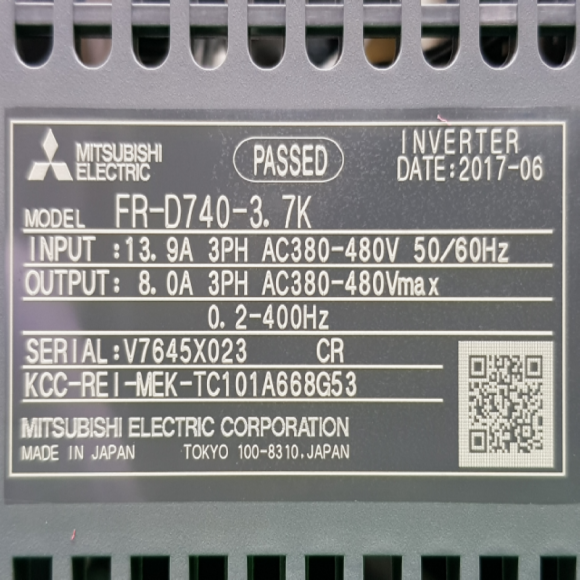 MITSUBISHI
ELECTRIC
PASSED
INVERTER
DATE:2017-06
MODEL FR-D740-3.7K
INPUT :13.9A 3PH AC380-480V 50/60Hz
OUTPUT: 8.0A 3PH AC380-480Vmax
0.2-400Hz
SERIAL:V7645X023 CR
KCC-REI-MEK-TC101A668G53
MITSUBISHI ELECTRIC CORPORATION
MADE IN JAPAN TOKYO 100-8310,JAPAN